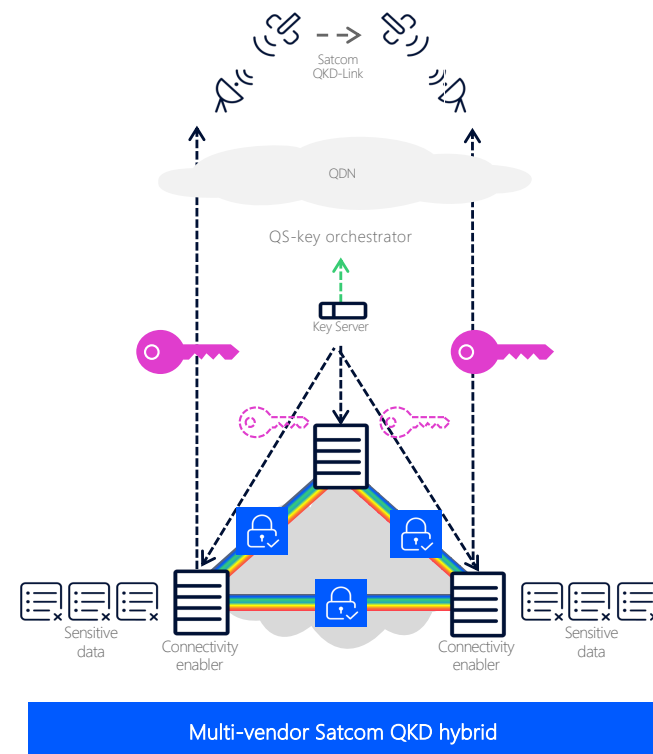 Satcom
QKD-Link
QDN
QS-key orchestrator
Key Server
Sensitive
data
Connectivity
enabler
Connectivity
enabler
Sensitive
data
Multi-vendor Satcom QKD hybrid